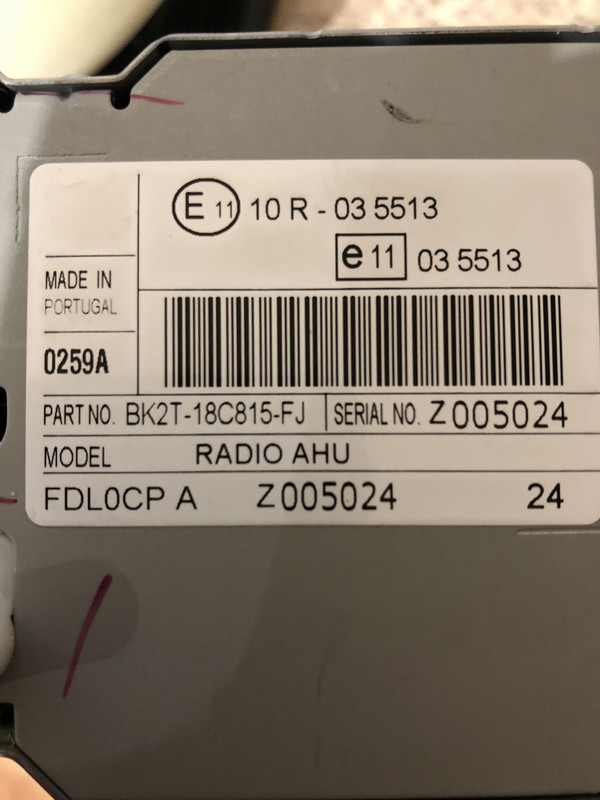 E 11 10 R - 03 5513
e 11 03 5513
MADE IN
PORTUGAL
0259A
PART NO. BK2T-18C815-FJ SERIAL NO. Z005024
MODEL RADIO AHU
FDL0CP A Z005024 24